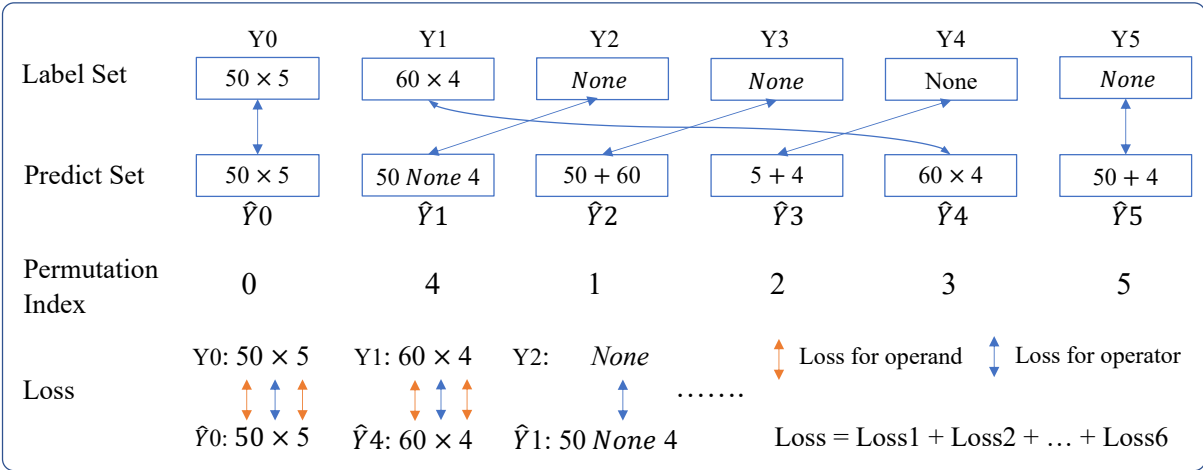 Y0 Y1 Y2 Y3 Y4 Y5
Label Set 50 × 5 60 × 4 None None None None
Predict Set 50 × 5 50 None 4 50 + 60 5 + 4 60 × 4 50 + 4
Ŷ0 Ŷ1 Ŷ2 Ŷ3 Ŷ4 Ŷ5
Permutation
Index 0 4 1 2 3 5
Y0: 50 × 5 Y1: 60 × 4 Y2: None Loss for operand Loss for operator
Loss .......
Ŷ0: 50 × 5 Ŷ4: 60 × 4 Ŷ1: 50 None 4 Loss = Loss1 + Loss2 + … + Loss6